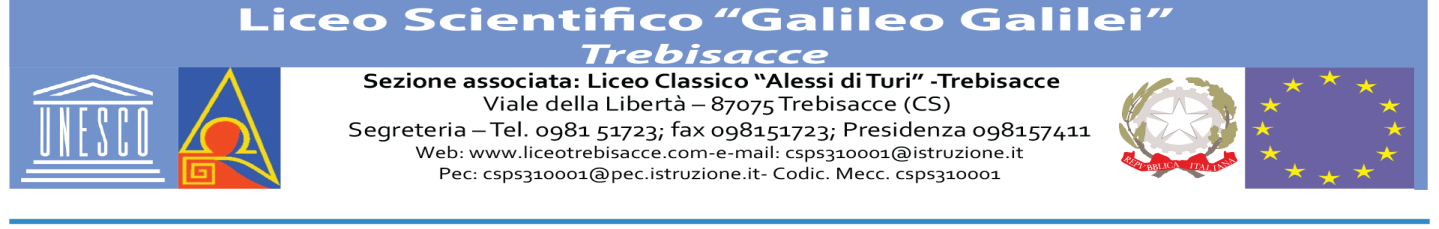 Liceo Scientifico “Galileo Galilei”
Trebisacce
Sezione associata: Liceo Classico “Alessi di Turi” -Trebisacce
Viale della Libertà – 87075 Trebisacce (CS)
Segreteria – Tel. 0981 51723; fax 098151723; Presidenza 098157411
Web: www.liceotrebisacce.com-e-mail: csps310001@istruzione.it
Pec: csps310001@pec.istruzione.it- Codic. Mecc. csps310001
UNESCO
REPVBBLICA ITALIANA